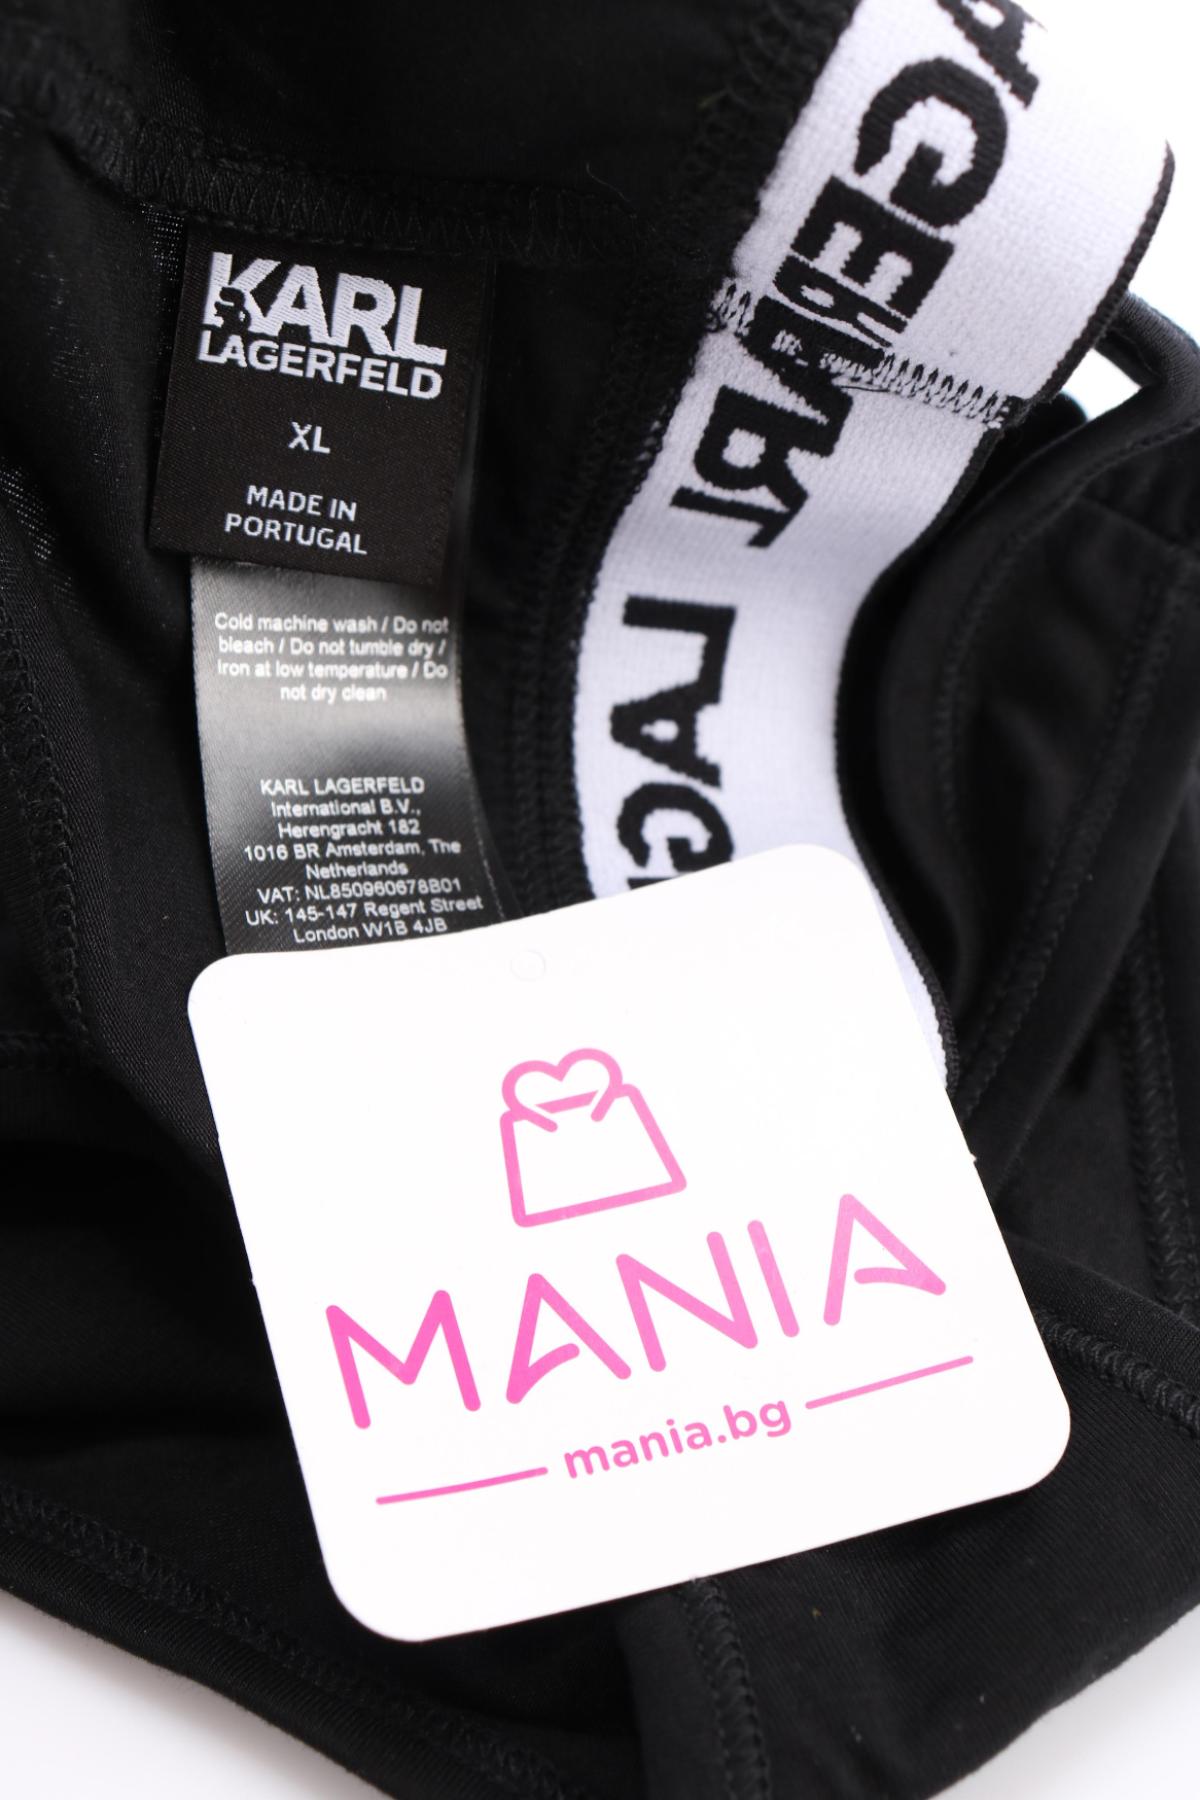 KARL
LAGERFELD
XL
MADE IN
PORTUGAL
Cold machine wash / Do not
bleach / Do not tumble dry /
Iron at low temperature / Do
not dry clean
KARL LAGERFELD
International B.V.,
Herengracht 182
1016 BR Amsterdam, The
Netherlands
VAT: NL850960678B01
UK: 145-147 Regent Street
London W1B 4JB
MANIA
mania.bg